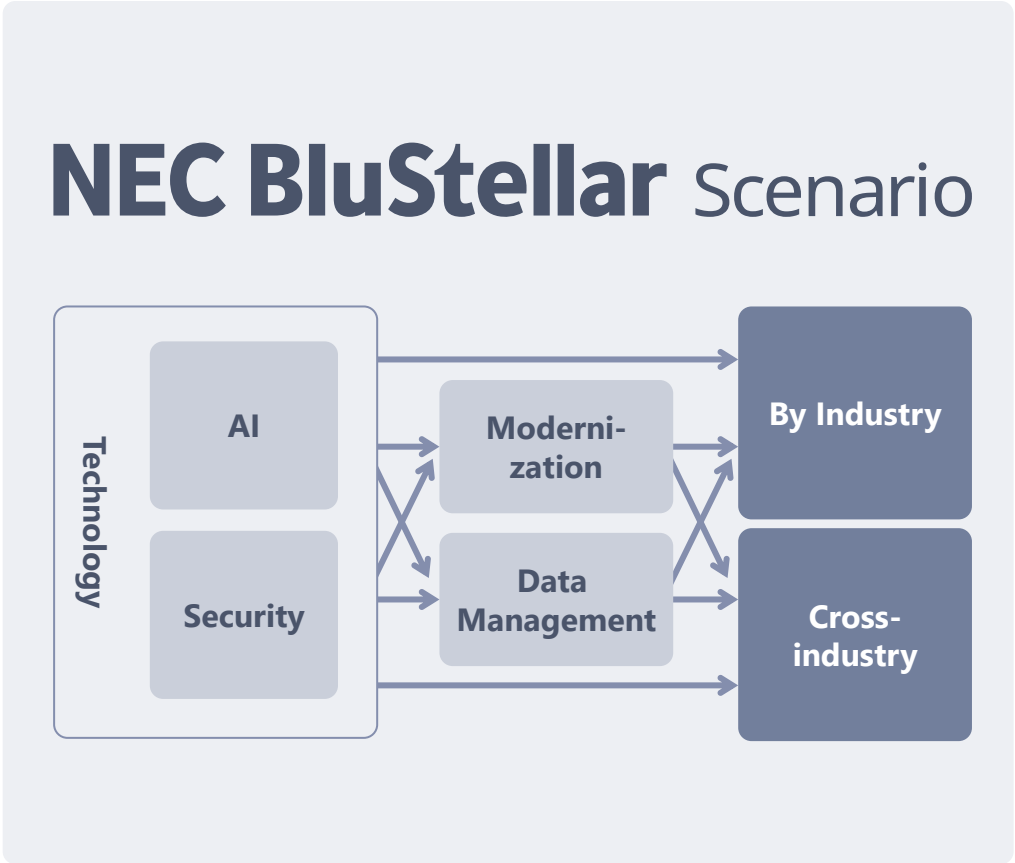 NEC BluStellar Scenario
Technology
AI
Security
Moderni-
zation
Data
Management
By Industry
Cross-
industry